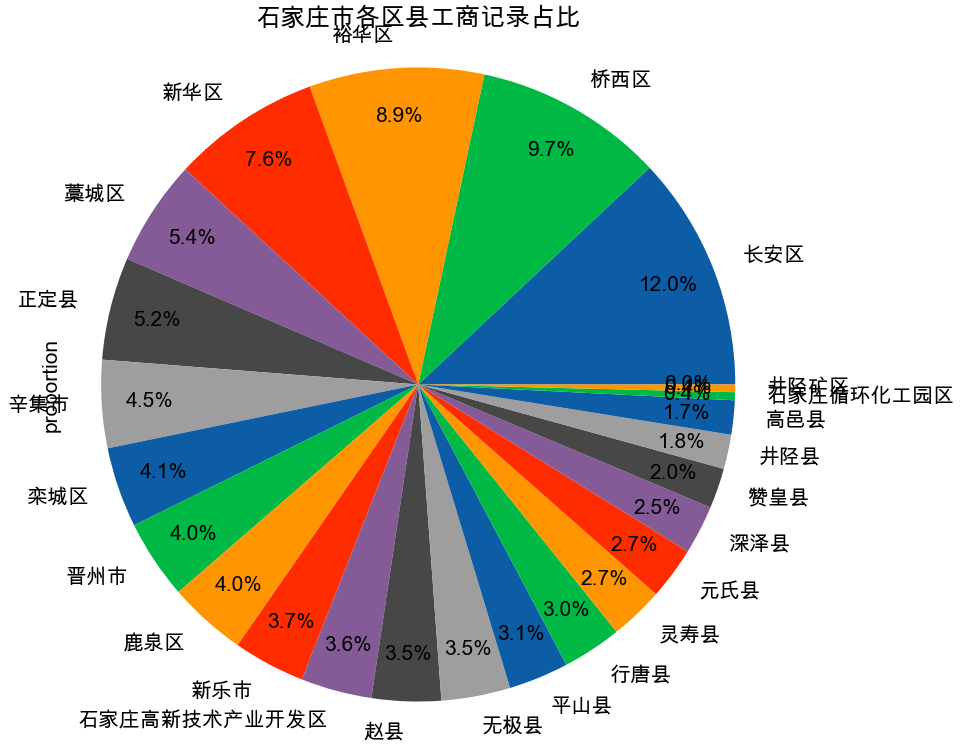 石家庄市各区县工商记录占比
裕华区
桥西区
新华区
8.9%
9.7%
7.6%
藁城区
5.4%
长安区
12.0%
正定县
5.2%
proportion
辛集市
4.5%
井陉矿区
石家庄循环化工园区
0.4%
1.7%
高邑县
1.8%
井陉县
2.0%
赞皇县
栾城区
4.1%
2.5%
深泽县
晋州市
4.0%
2.7%
元氏县
鹿泉区
4.0%
2.7%
灵寿县
新乐市
3.7%
3.0%
行唐县
石家庄高新技术产业开发区
3.6%
3.1%
平山县
赵县
3.5%
3.5%
无极县